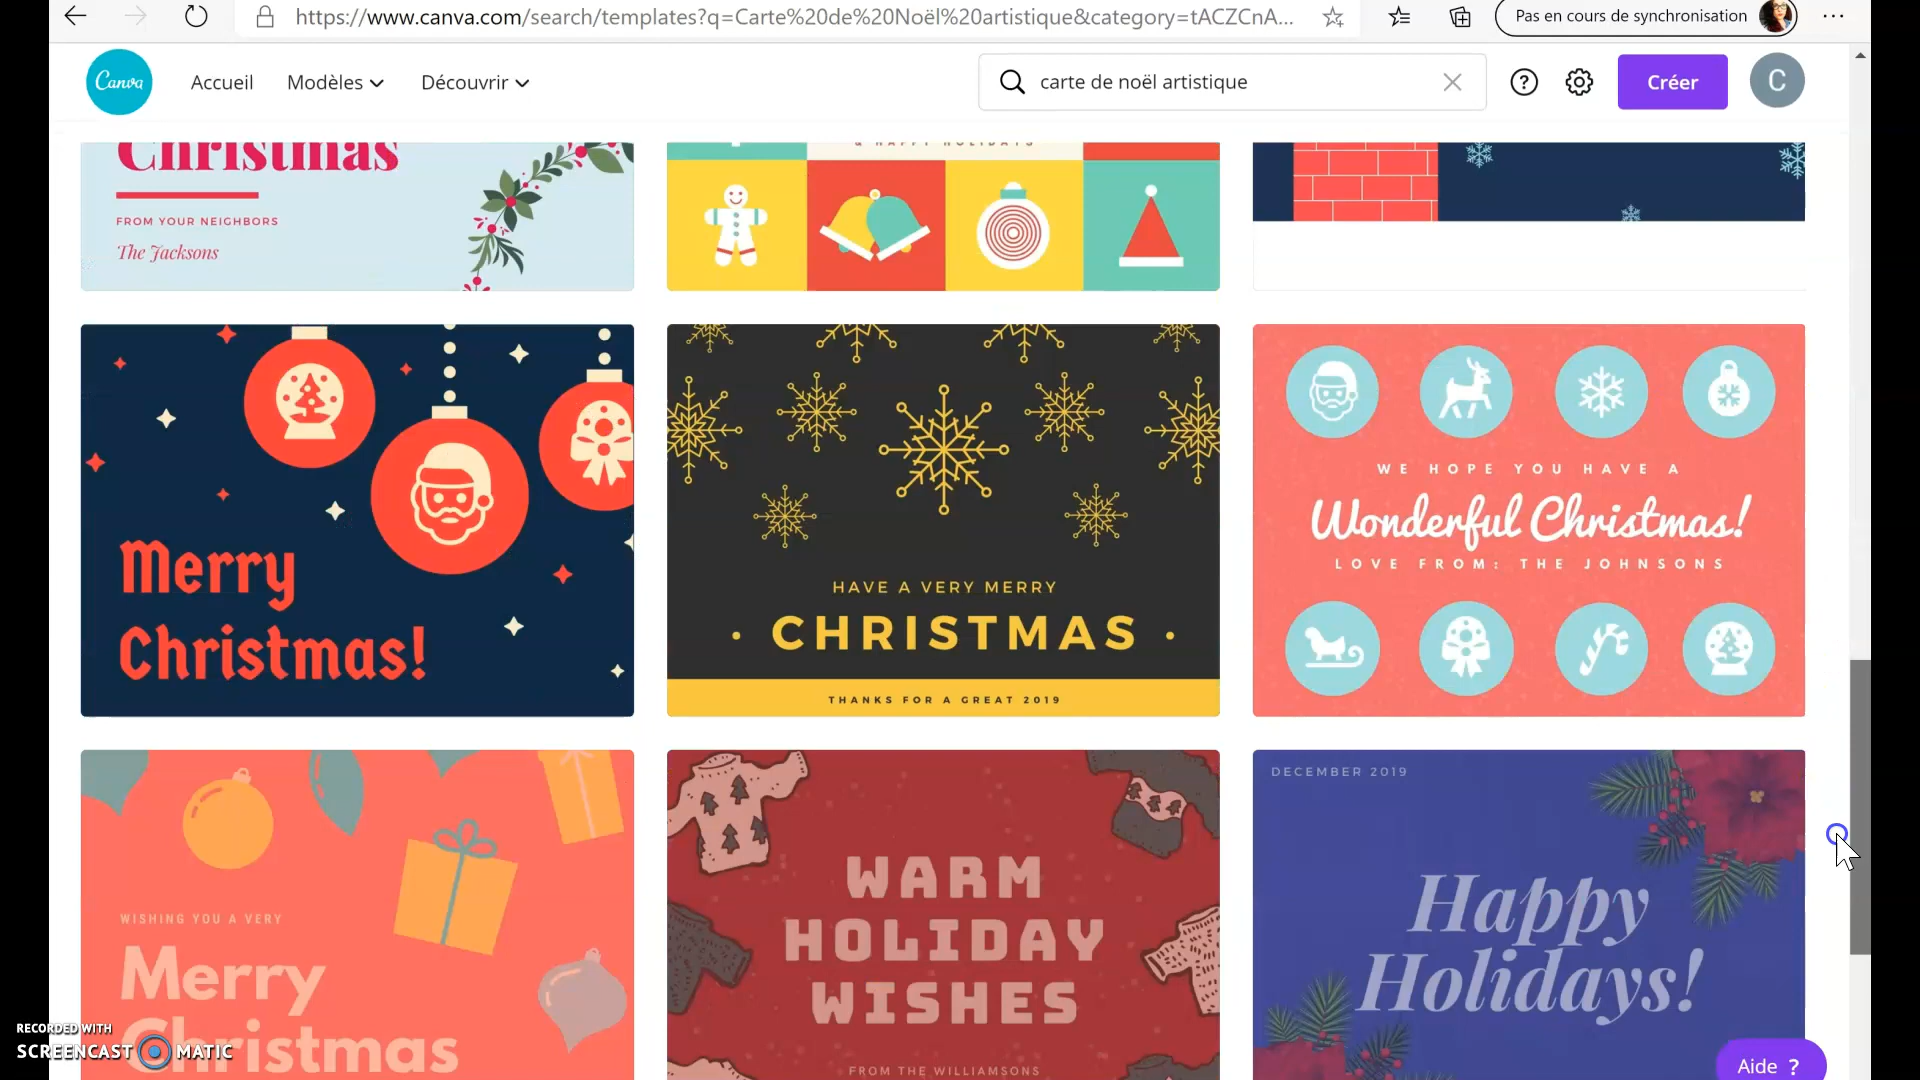 https://www.canva.com/search/templates?q=Carte%20de%20Noël%20artistique&category=tACZCnA...
Pas en cours de synchronisation
Canva
Accueil
Modèles
Découvrir
carte de noël artistique
Créer
C
Christmas
FROM YOUR NEIGHBORS
The Jacksons
& HAPPY HOLIDAYS
Merry
Christmas!
HAVE A VERY MERRY
· CHRISTMAS ·
THANKS FOR A GREAT 2019
WE HOPE YOU HAVE A
Wonderful Christmas!
LOVE FROM: THE JOHNSONS
WISHING YOU A VERY
Merry
Christmas
WARM
HOLIDAY
WISHES
FROM THE WILLIAMSONS
DECEMBER 2019
Happy
Holidays!
Aide ?
RECORDED WITH
SCREENCAST MATIC